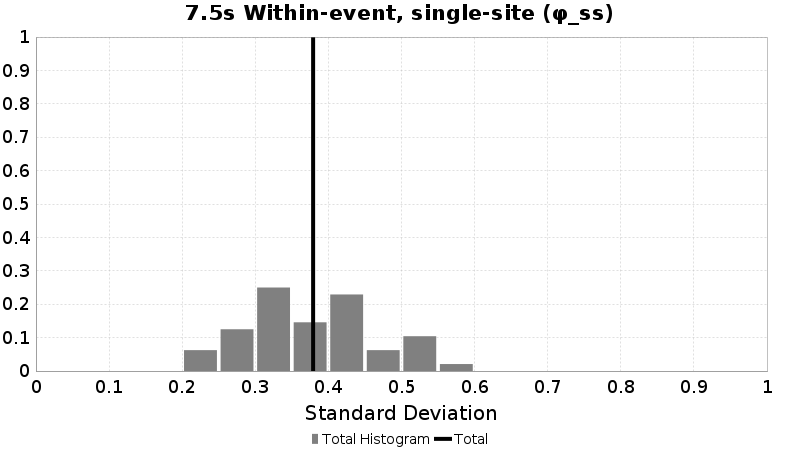 7.5s Within-event, single-site (φ_ss)
1
0.9
0.8
0.7
0.6
0.5
0.4
0.3
0.2
0.1
0
0 0.1 0.2 0.3 0.4 0.5 0.6 0.7 0.8 0.9 1
Standard Deviation
Total Histogram Total